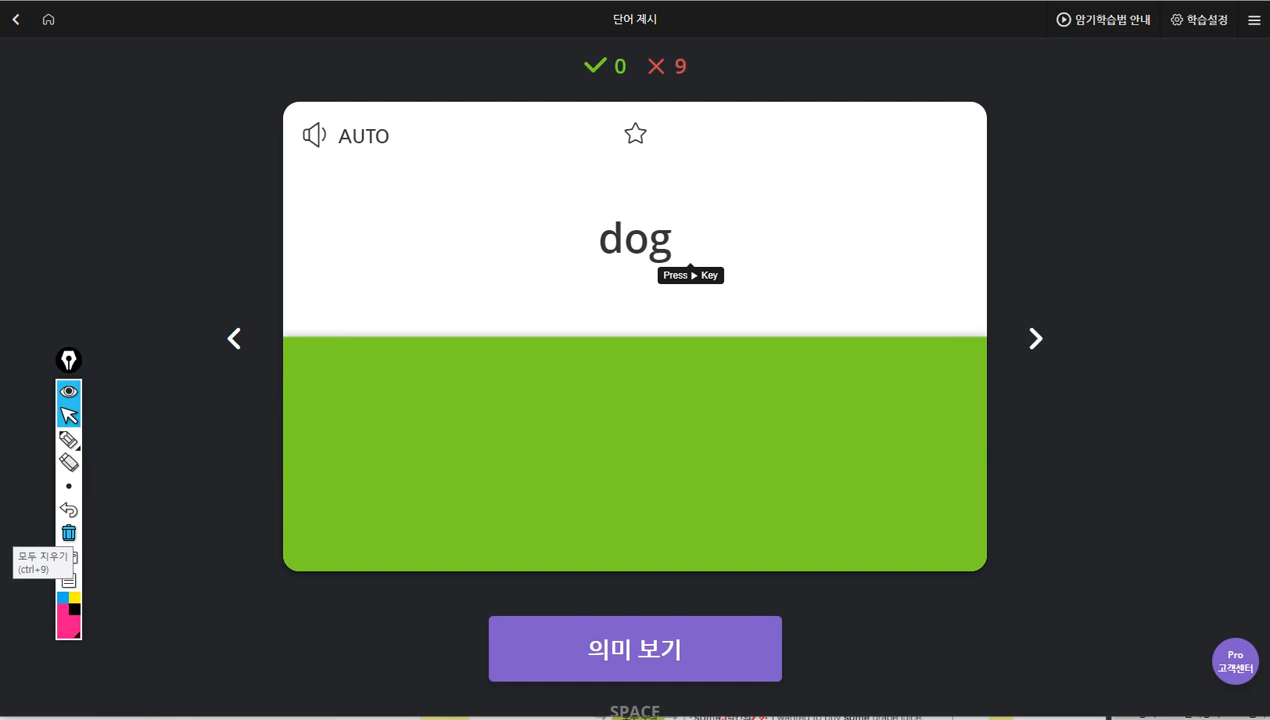 단어 제시
암기학습법 안내
학습설정
0
9
AUTO
dog
Press ▶ Key
모두 지우기
(ctrl+9)
의미 보기
Pro
고객센터
SPACE